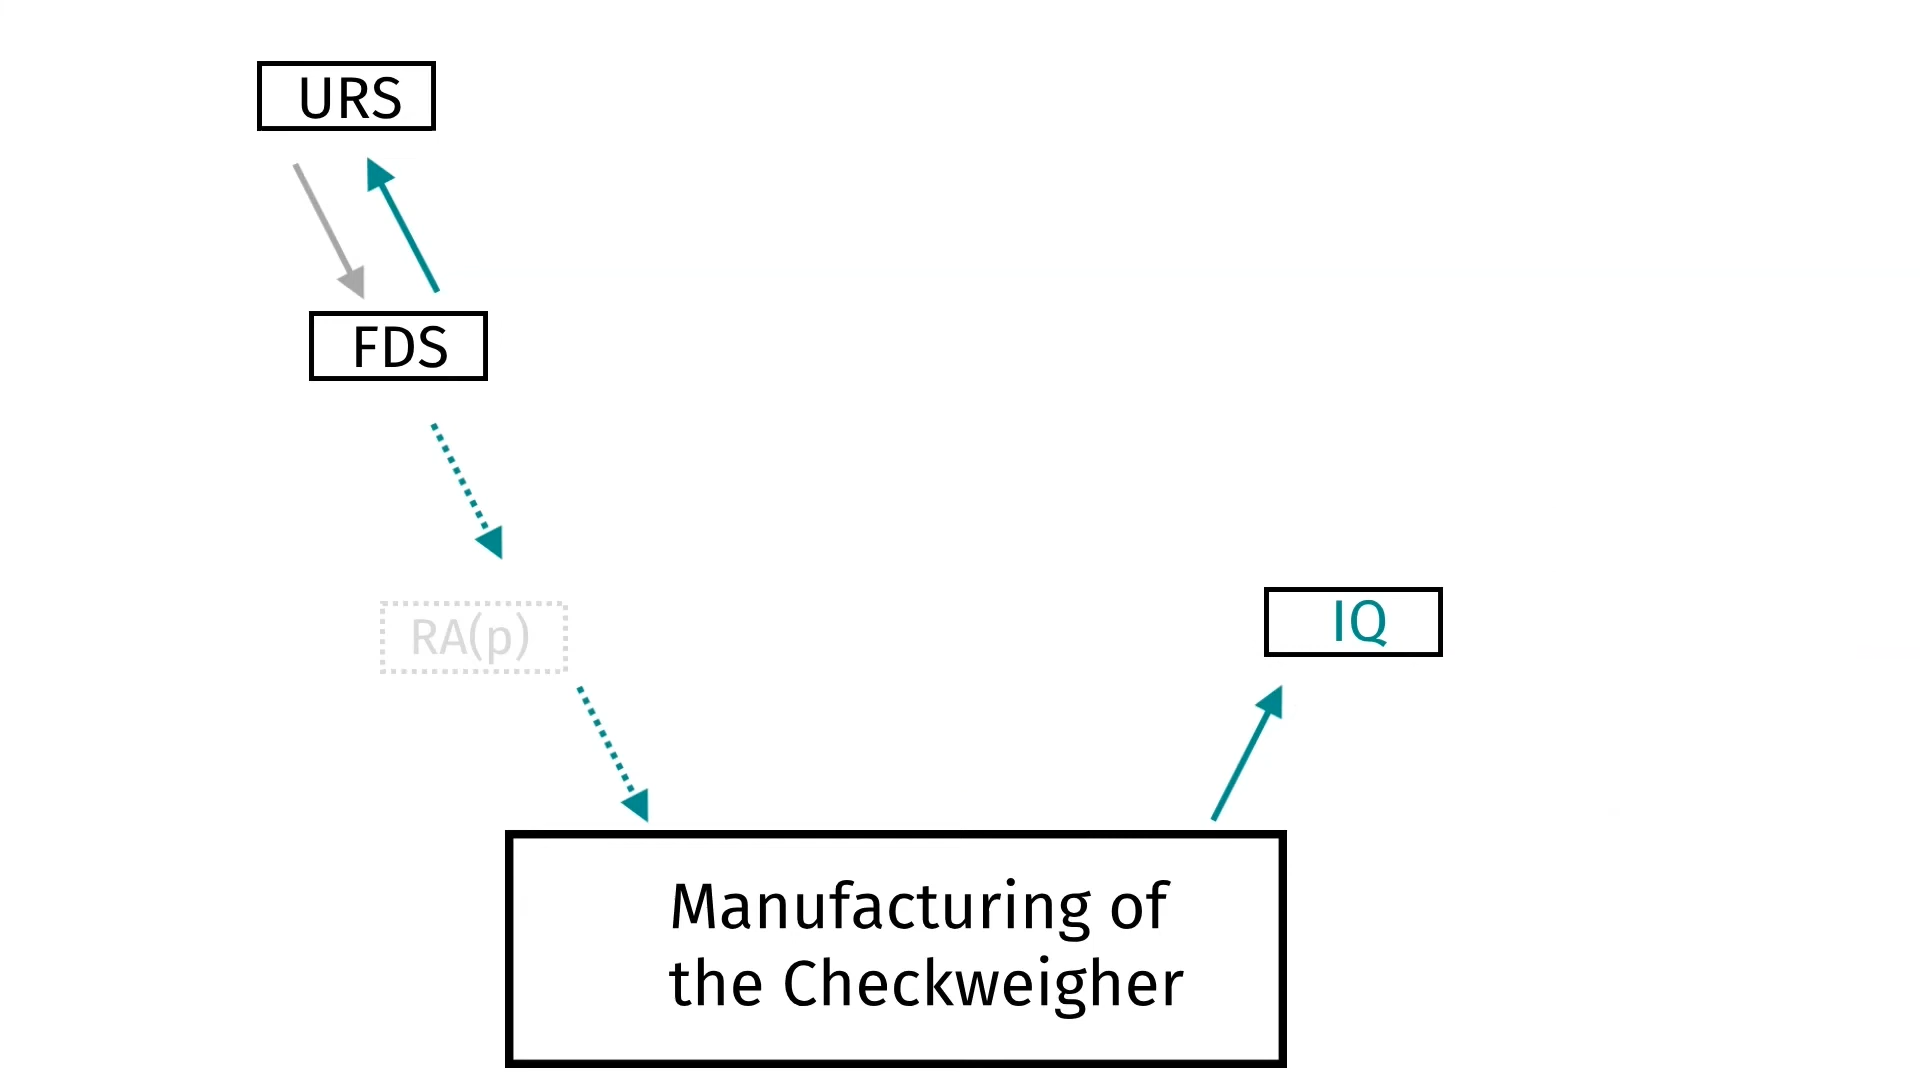 URS
FDS
RA(p)
IQ
Manufacturing of
the Checkweigher